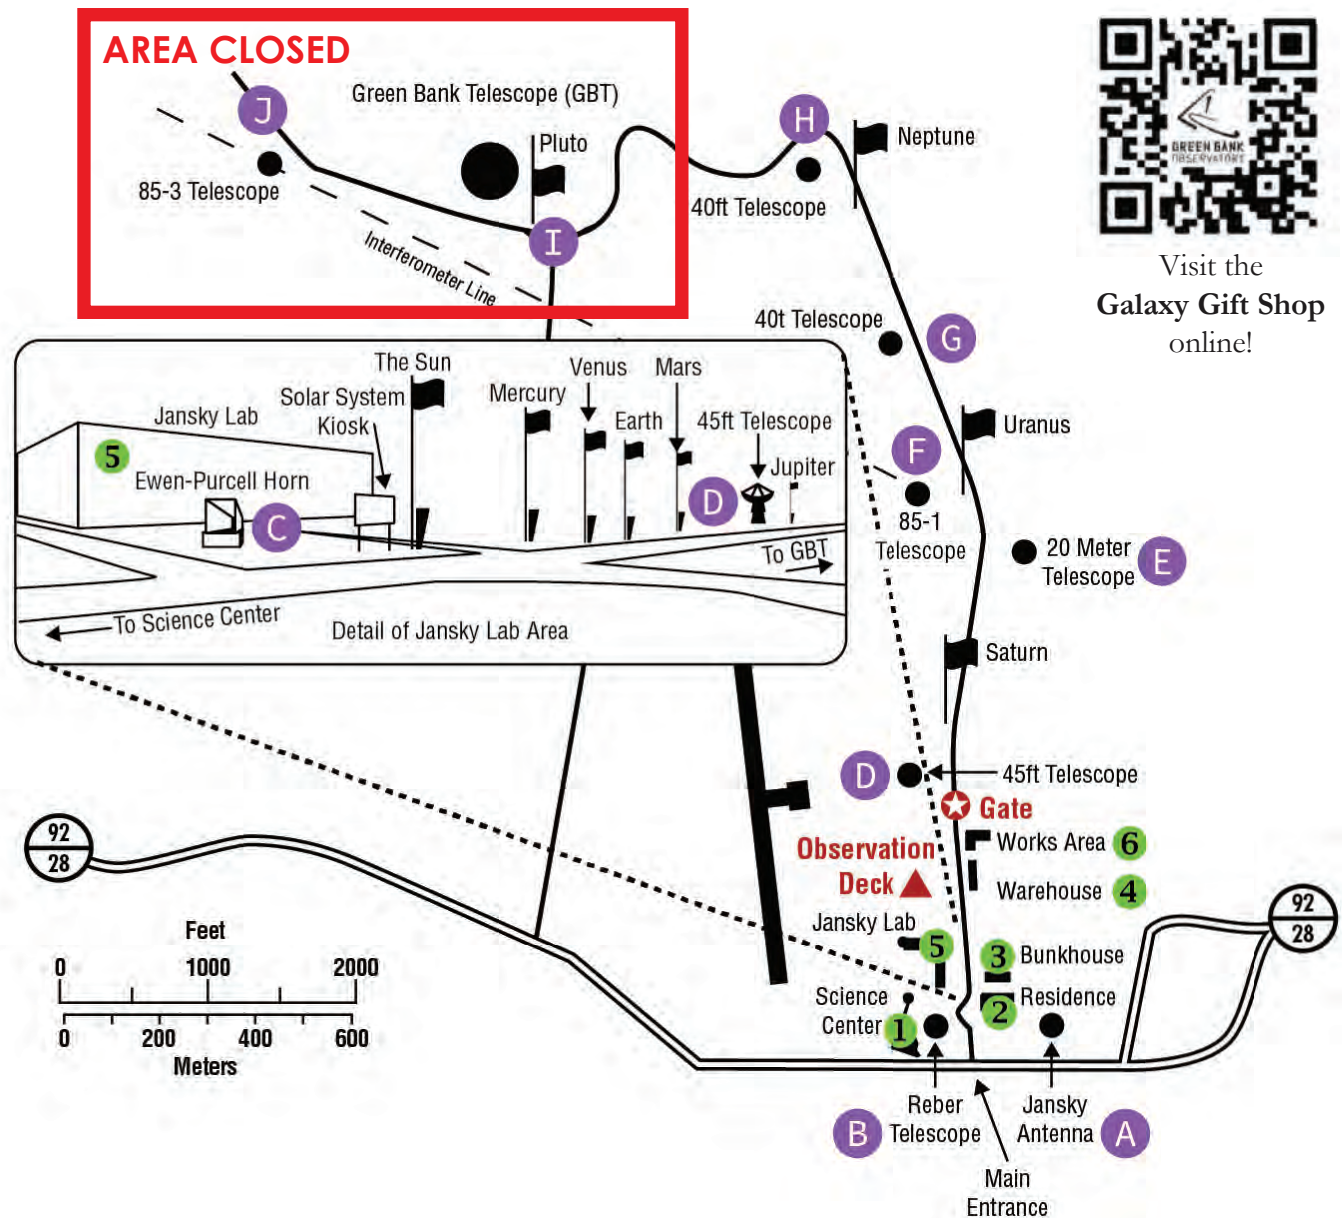 AREA CLOSED
J
Green Bank Telescope (GBT)
Pluto
85-3 Telescope
I
Interferometer Line
H
Neptune
40ft Telescope
GREEN BANK
OBSERVATORY
Visit the
Galaxy Gift Shop
online!
40t Telescope
G
Uranus
F
85-1
Telescope
20 Meter
Telescope
E
Saturn
The Sun
Solar System
Kiosk
Jansky Lab
5
Ewen-Purcell Horn
C
Mercury
Venus
Earth
Mars
45ft Telescope
D
Jupiter
To GBT
To Science Center
Detail of Jansky Lab Area
D
45ft Telescope
Gate
Works Area 6
Observation
Deck
Warehouse 4
Jansky Lab
5
3 Bunkhouse
2 Residence
Science
Center 1
92
28
92
28
Feet
0 1000 2000
0 200 400 600
Meters
B
Reber
Telescope
Jansky
Antenna
A
Main
Entrance